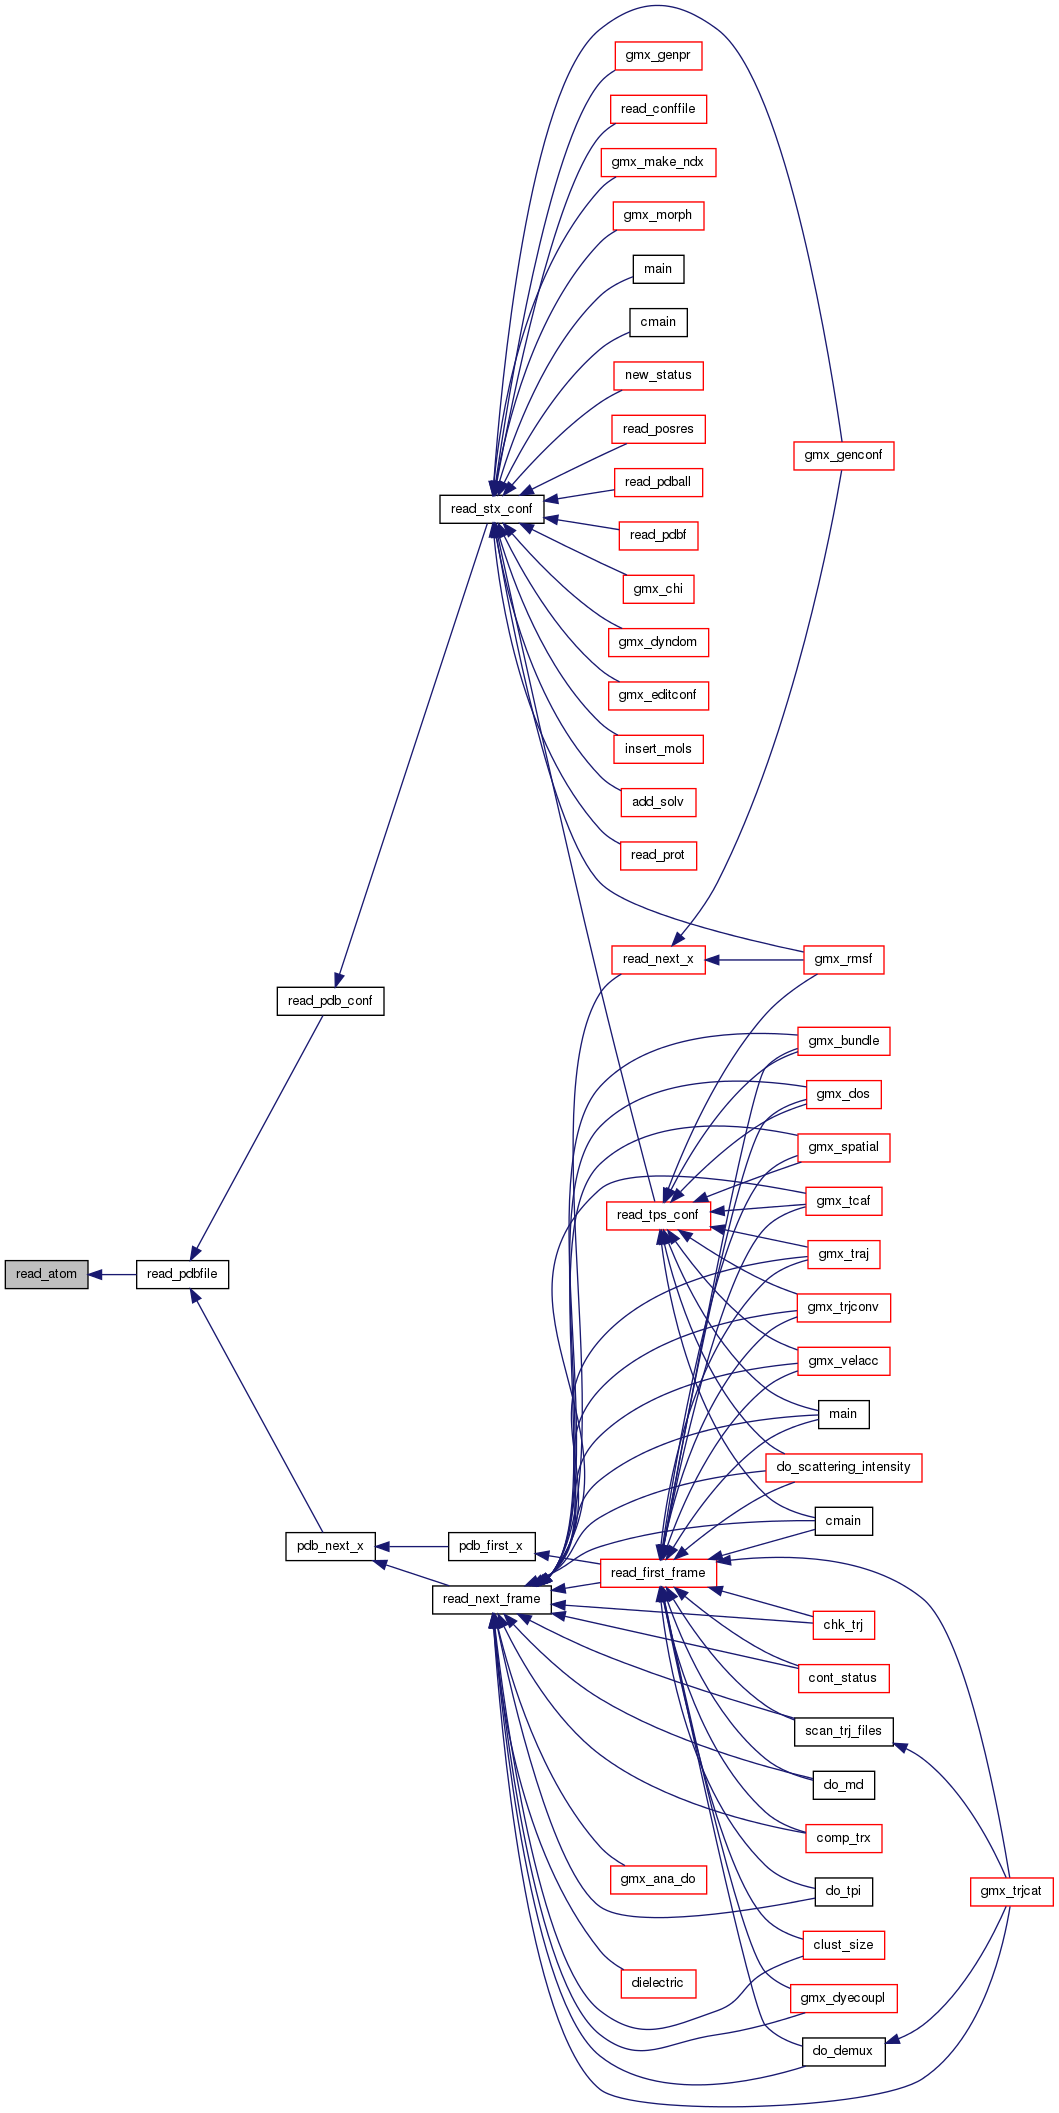 gmx_genpr
read_conffile
gmx_make_ndx
gmx_morph
main
cmain
new_status
read_posres
gmx_genconf
read_pdball
read_stx_conf
read_pdbf
gmx_chi
gmx_dyndom
gmx_editconf
insert_mols
add_solv
read_prot
read_next_x
gmx_rmsf
read_pdb_conf
gmx_bundle
gmx_dos
gmx_spatial
gmx_tcaf
read_tps_conf
gmx_traj
read_atom
read_pdbfile
gmx_trjconv
gmx_velacc
main
do_scattering_intensity
cmain
pdb_next_x
pdb_first_x
read_first_frame
read_next_frame
chk_trj
cont_status
scan_trj_files
do_md
comp_trx
gmx_ana_do
do_tpi
gmx_trjcat
clust_size
dielectric
gmx_dyecoupl
do_demux